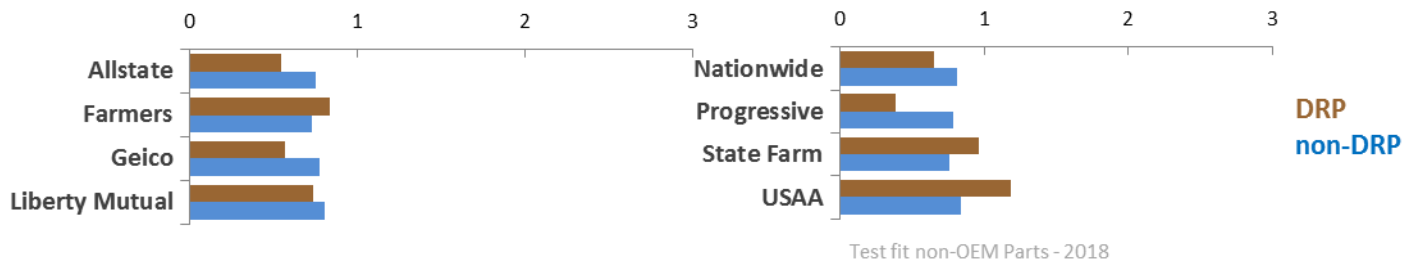 0 1 2 3
Allstate
Farmers
Geico
Liberty Mutual
0 1 2 3
Nationwide
Progressive
State Farm
USAA
DRP
non-DRP
Test fit non-OEM Parts - 2018